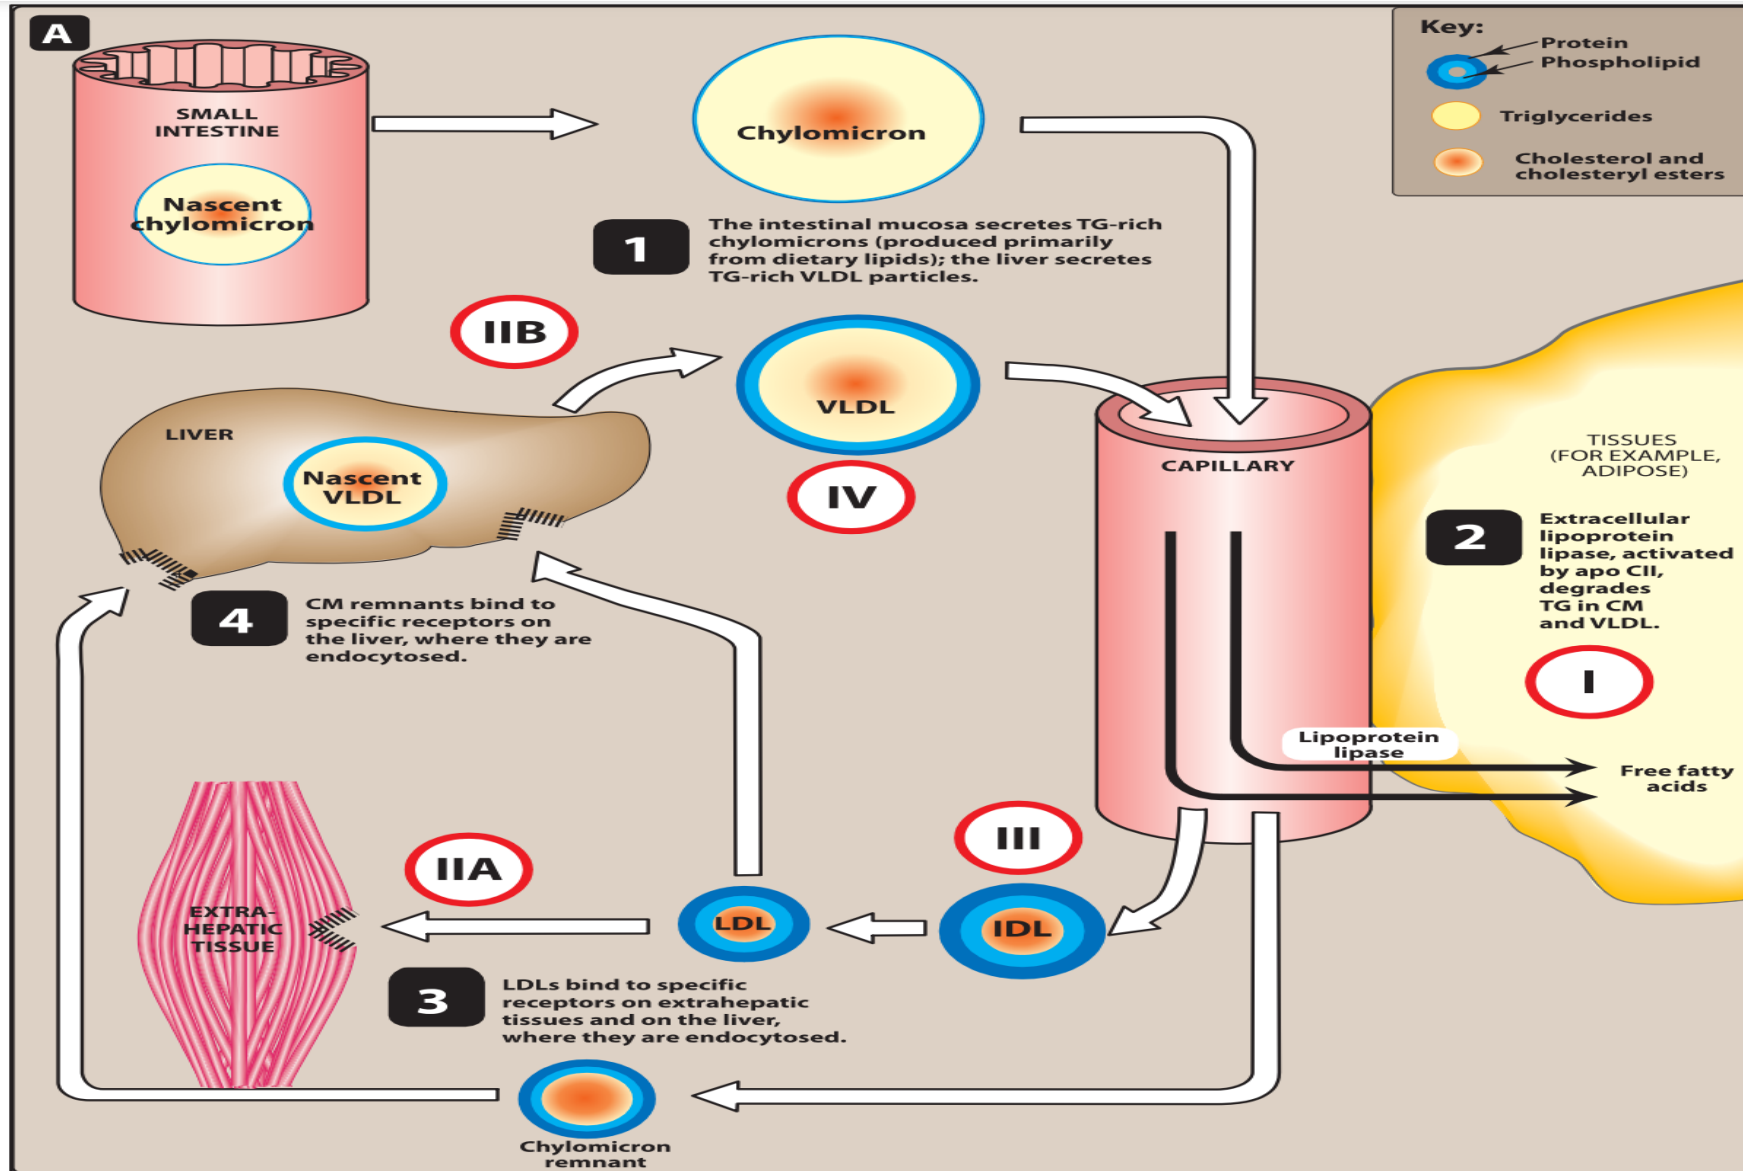 A
SMALL
INTESTINE
Nascent
chylomicron
Chylomicron
Key:
Protein
Phospholipid
Triglycerides
Cholesterol and
cholesteryl esters
1
The intestinal mucosa secretes TG-rich
chylomicrons (produced primarily
from dietary lipids); the liver secretes
TG-rich VLDL particles.
IIB
VLDL
IV
LIVER
Nascent
VLDL
CAPILLARY
TISSUES
(FOR EXAMPLE,
ADIPOSE)
2
Extracellular
lipoprotein
lipase, activated
by apo CII,
degrades
TG in CM
and VLDL.
I
4
CM remnants bind to
specific receptors on
the liver, where they are
endocytosed.
Lipoprotein
lipase
Free fatty
acids
III
IIA
EXTRA-
HEPATIC
TISSUE
LDL
IDL
3
LDLs bind to specific
receptors on extrahepatic
tissues and on the liver,
where they are endocytosed.
Chylomicron
remnant